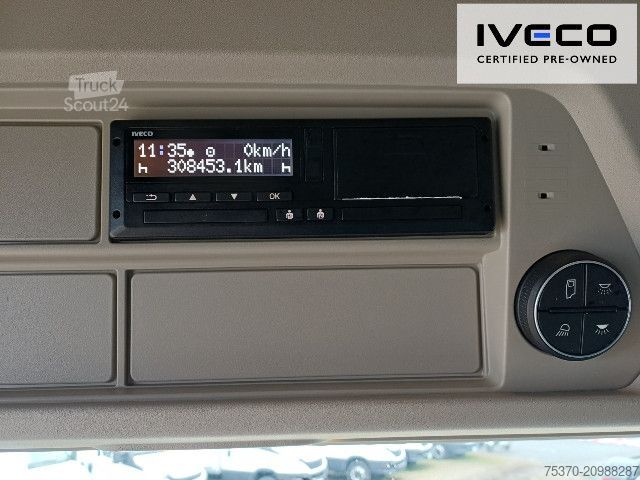 IVECO
CERTIFIED PRE-OWNED
Truck
Scout24
IVECO
11:35 0km/h
308453.1km
OK
75370-20988287